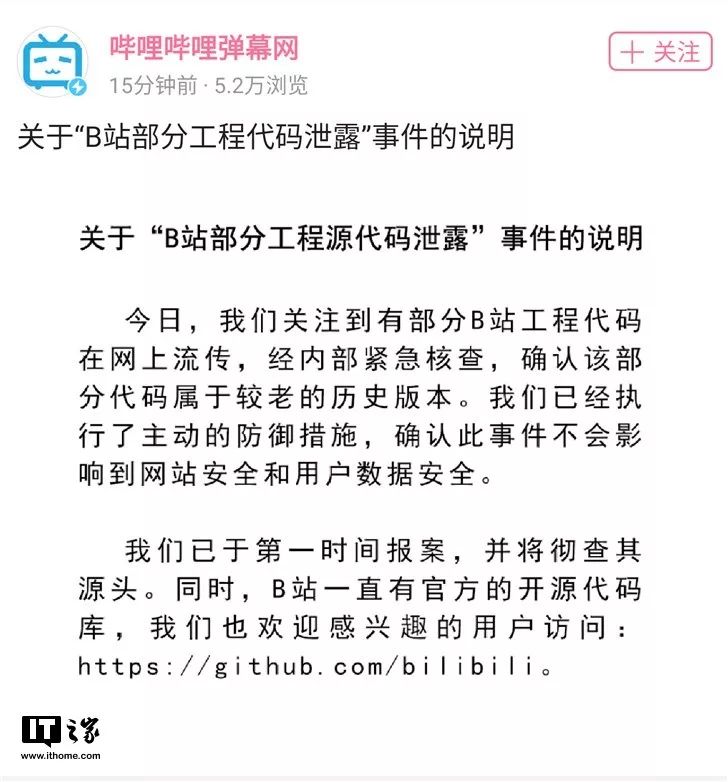 哔哩哔哩弹幕网
十 关注
15分钟前 · 5.2万浏览
关于“B站部分工程代码泄露”事件的说明
关于“B站部分工程源代码泄露”事件的说明
今日，我们关注到有部分B站工程代码
在网上流传，经内部紧急核查，确认该部
分代码属于较老的历史版本。我们已经执
行了主动的防御措施，确认此事件不会影
响到网站安全和用户数据安全。
我们已于第一时间报案，并将彻查其
源头。同时，B站一直有官方的开源代码
库，我们也欢迎感兴趣的用户访问：
https://github.com/bilibili。
IT之家
www.ithome.com